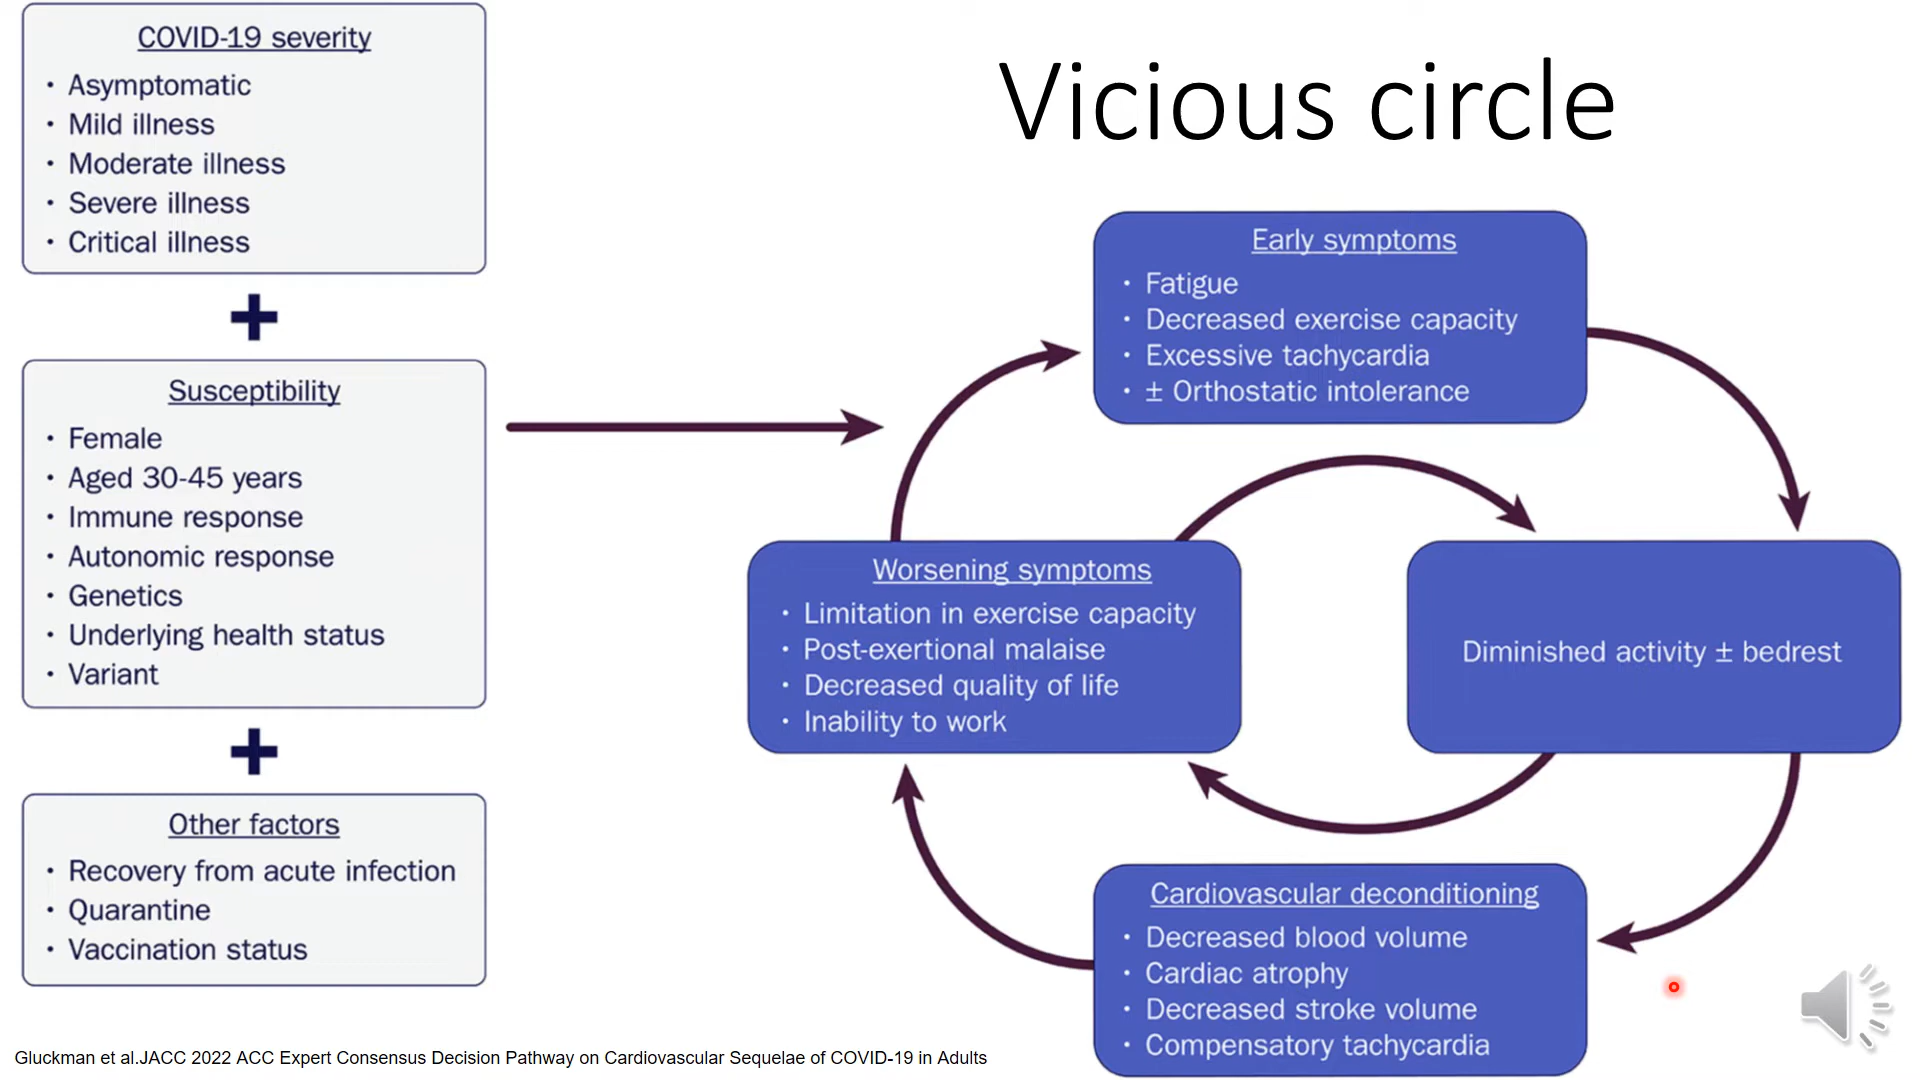 COVID-19 severity
• Asymptomatic
• Mild illness
• Moderate illness
• Severe illness
• Critical illness
+
Susceptibility
• Female
• Aged 30-45 years
• Immune response
• Autonomic response
• Genetics
• Underlying health status
• Variant
+
Other factors
• Recovery from acute infection
• Quarantine
• Vaccination status
Vicious circle
Early symptoms
• Fatigue
• Decreased exercise capacity
• Excessive tachycardia
• ± Orthostatic intolerance
Worsening symptoms
• Limitation in exercise capacity
• Post-exertional malaise
• Decreased quality of life
• Inability to work
Diminished activity ± bedrest
Cardiovascular deconditioning
• Decreased blood volume
• Cardiac atrophy
• Decreased stroke volume
• Compensatory tachycardia
Gluckman et al.JACC 2022 ACC Expert Consensus Decision Pathway on Cardiovascular Sequelae of COVID-19 in Adults